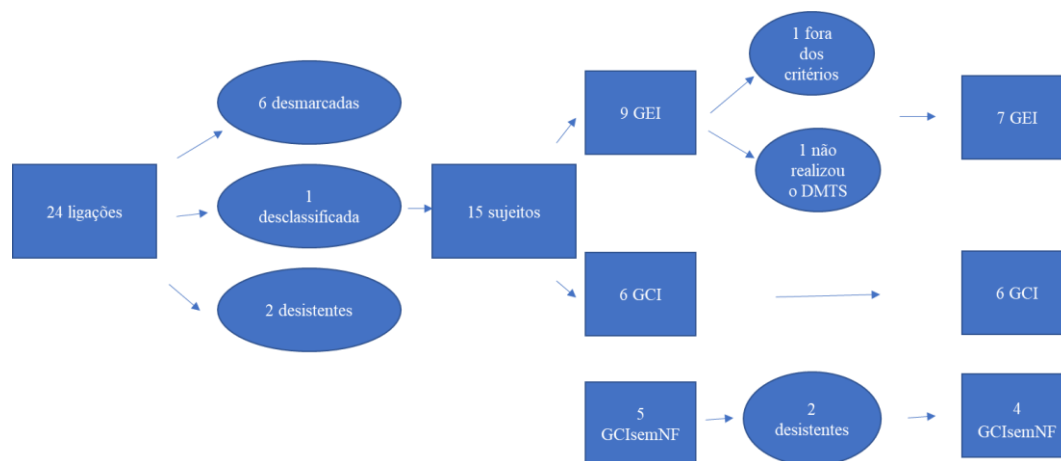 24 ligações
6 desmarcadas
1
desclassificada
2 desistentes
15 sujeitos
9 GEI
1 fora
dos
critérios
1 não
realizou
o DMTS
7 GEI
6 GCI
6 GCI
5
GCIsemNF
2
desistentes
4
GCIsemNF